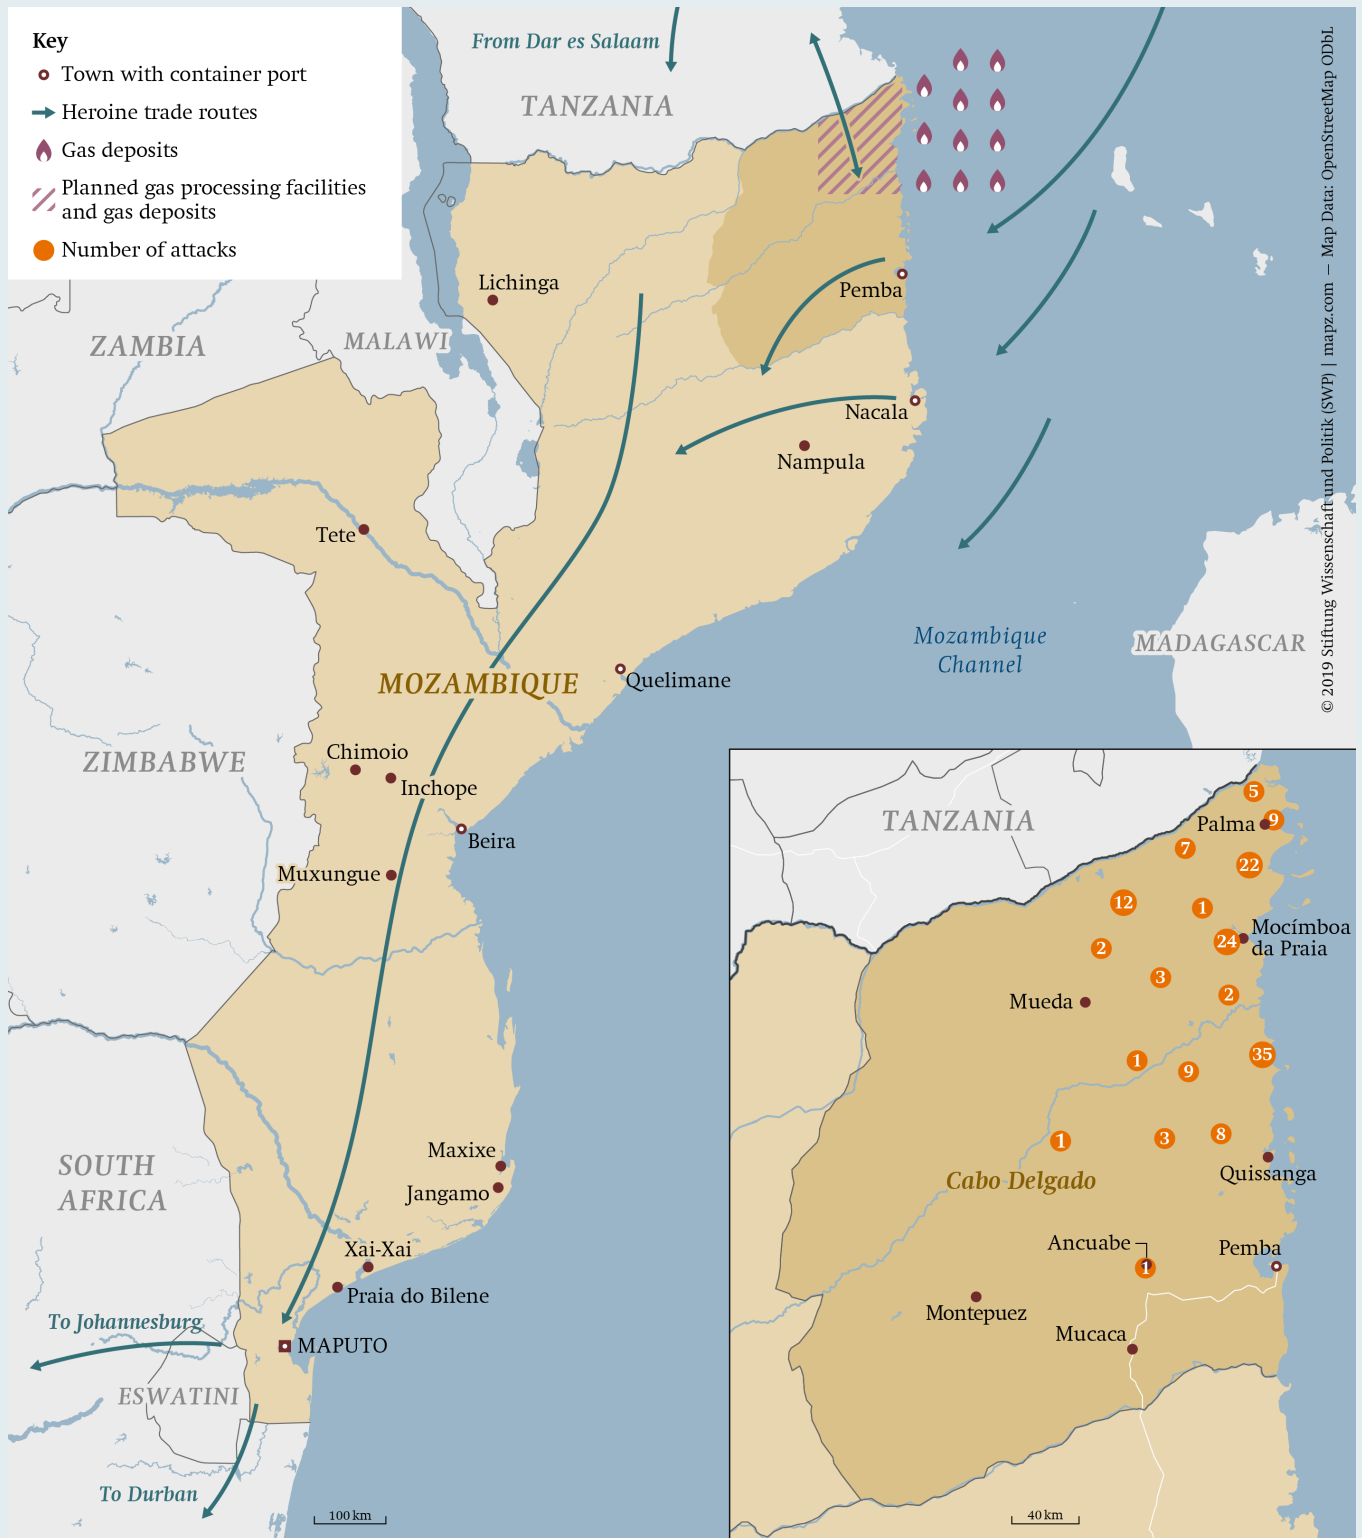 Key
Town with container port
Heroine trade routes
Gas deposits
Planned gas processing facilities
and gas deposits
Number of attacks
From Dar es Salaam
TANZANIA
Lichinga
ZAMBIA
MALAWI
Pemba
Nacala
Nampula
Tete
Mozambique
Channel
MADAGASCAR
MOZAMBIQUE
Quelimane
ZIMBABWE
Chimoio
Inchope
Beira
Muxungue
Maxixe
Jangamo
SOUTH
AFRICA
Xai-Xai
Praia do Bilene
To Johannesburg
MAPUTO
ESWATINI
To Durban
100 km
© 2019 Stiftung Wissenschaft und Politik (SWP) | mapz.com – Map Data: OpenStreetMap ODbL
TANZANIA
5
Palma
9
7
22
12
1
Mocímboa
da Praia
24
2
3
2
Mueda
35
1
9
8
3
1
Quissanga
Cabo Delgado
Ancuabe
1
Pemba
Montepuez
Mucaca
40 km